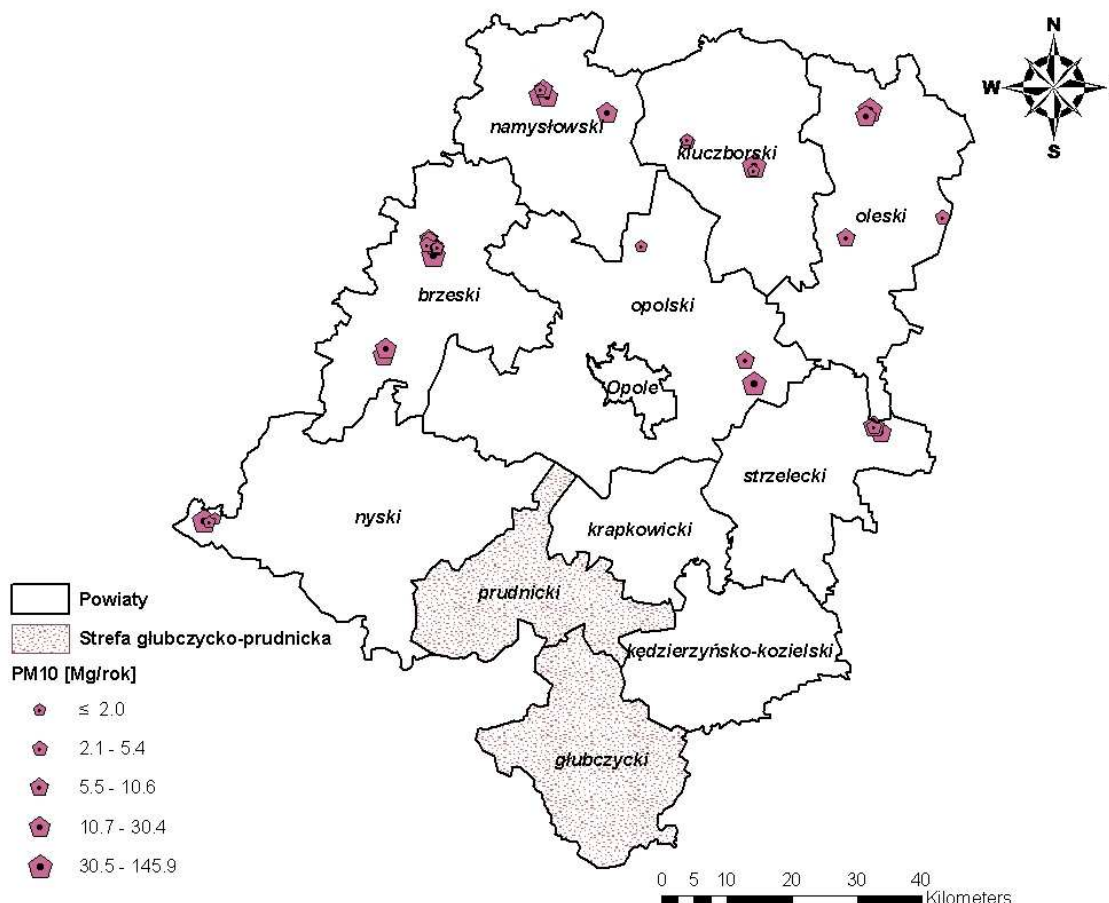 N
W
S
namysłowski
kluczborski
oleski
brzeski
opolski
Opole
strzelecki
nyski
krapkowicki
prudnicki
kędzierzyńsko-kozielski
głubczycki
Powiaty
Strefa głubczycko-prudnicka
PM10 [Mg/rok]
≤ 2.0
2.1 - 5.4
5.5 - 10.6
10.7 - 30.4
30.5 - 145.9
0 5 10 20 30 40
Kilometers